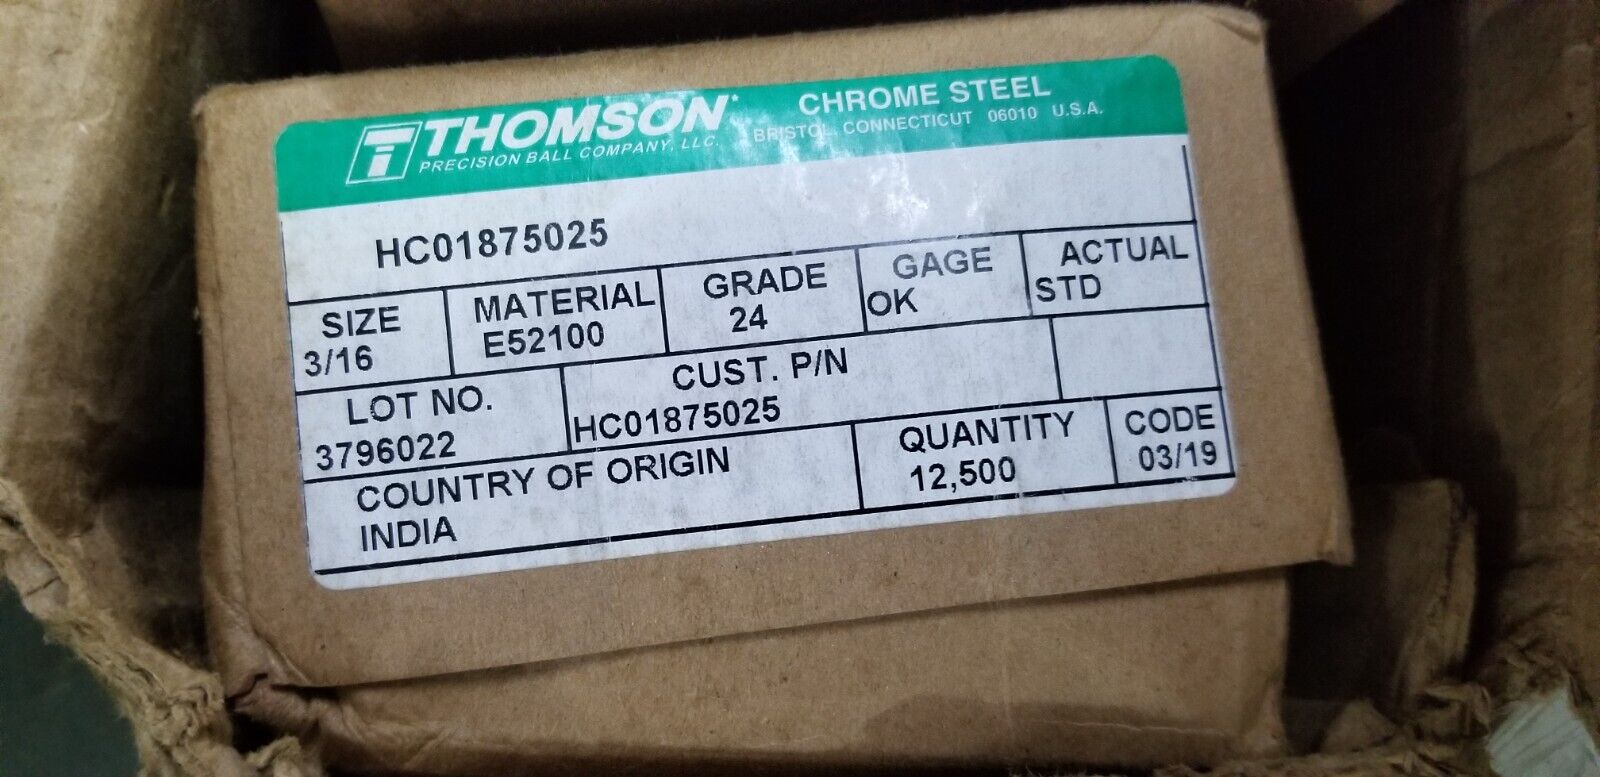 THOMSON*
PRECISION BALL COMPANY, LLC.
CHROME STEEL
BRISTOL, CONNECTICUT 06010 U.S.A.
HC01875025
SIZE MATERIAL GRADE GAGE ACTUAL
3/16 E52100 24 OK STD
LOT NO. CUST. P/N
3796022 HC01875025
COUNTRY OF ORIGIN QUANTITY CODE
INDIA 12,500 03/19